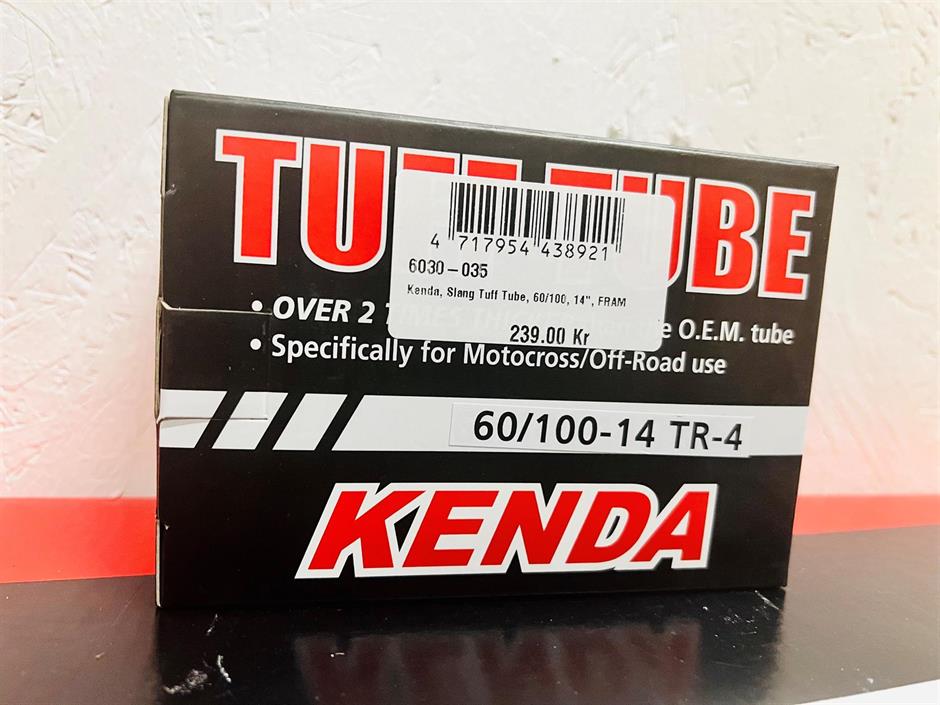 TU TUBE
4 717954 438921
6030-035
Kenda, Slang Tuff Tube, 60/100, 14", FRAM
239.00 Kr
• OVER 2 O.E.M. tube
• Specifically for Motocross/Off-Road use
60/100-14 TR-4
KENDA